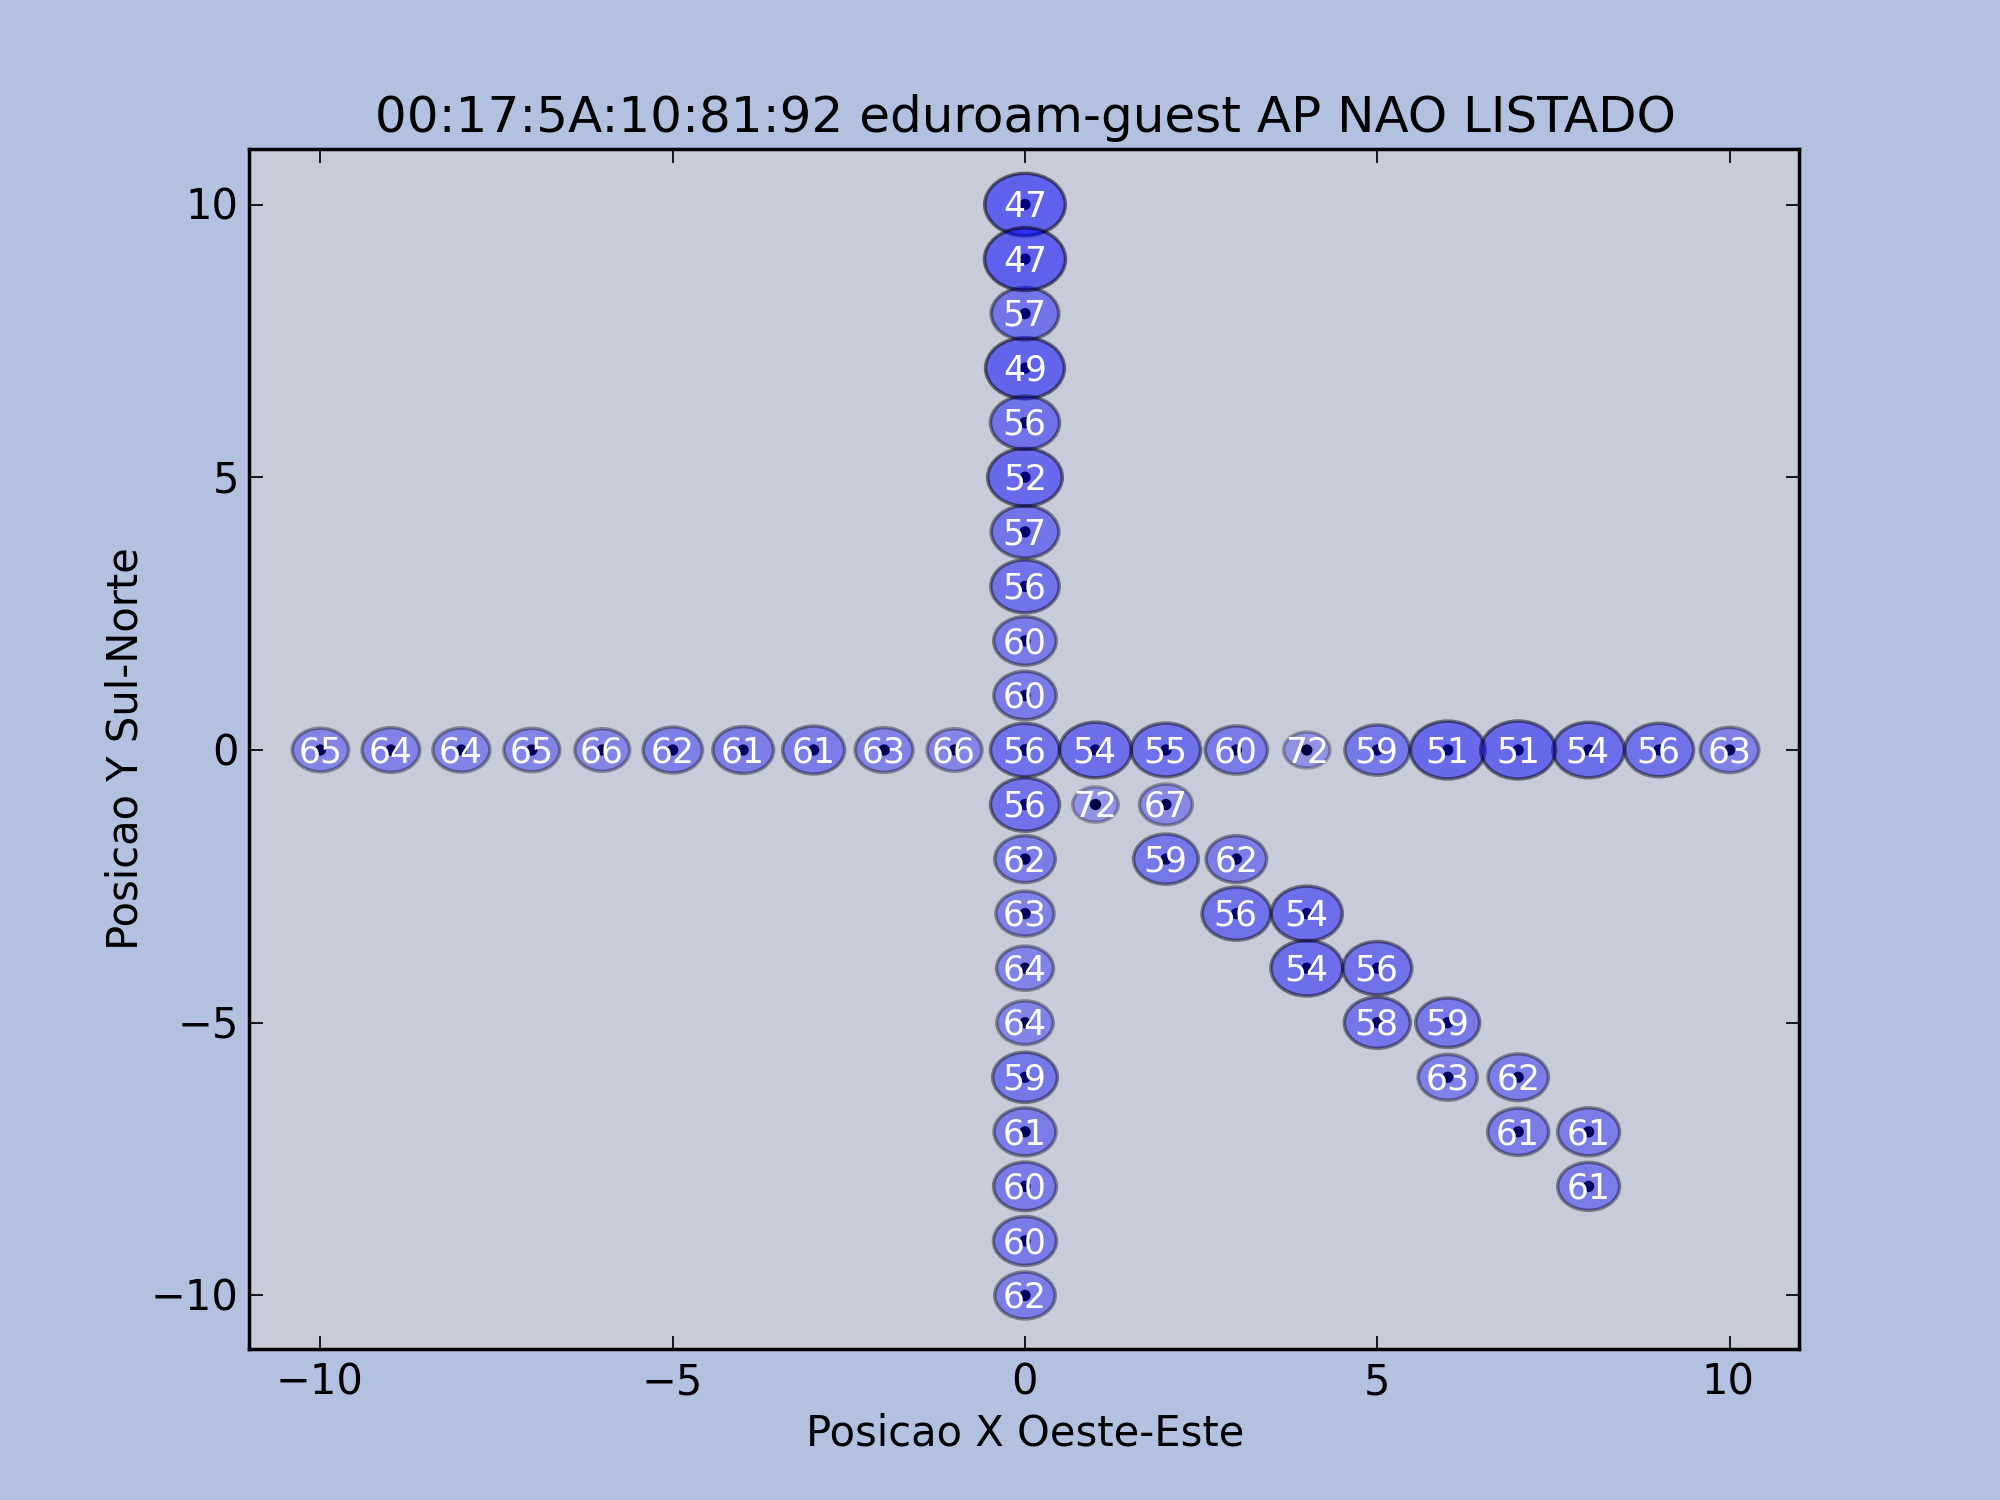 00:17:5A:10:81:92 eduroam-guest AP NAO LISTADO
10
47
47
57
49
56
5
52
57
56
60
60
0
65 64 64 65 66 62 61 61 63 66 56 54 55 60 72 59 51 51 54 56 63
56 72 67
62 59 62
63 56 54
64 54 56
−5
64 58 59
59 63 62
61 61 61
60 61
60
−10
62
−10 −5 0 5 10
Posicao X Oeste-Este
Posicao Y Sul-Norte